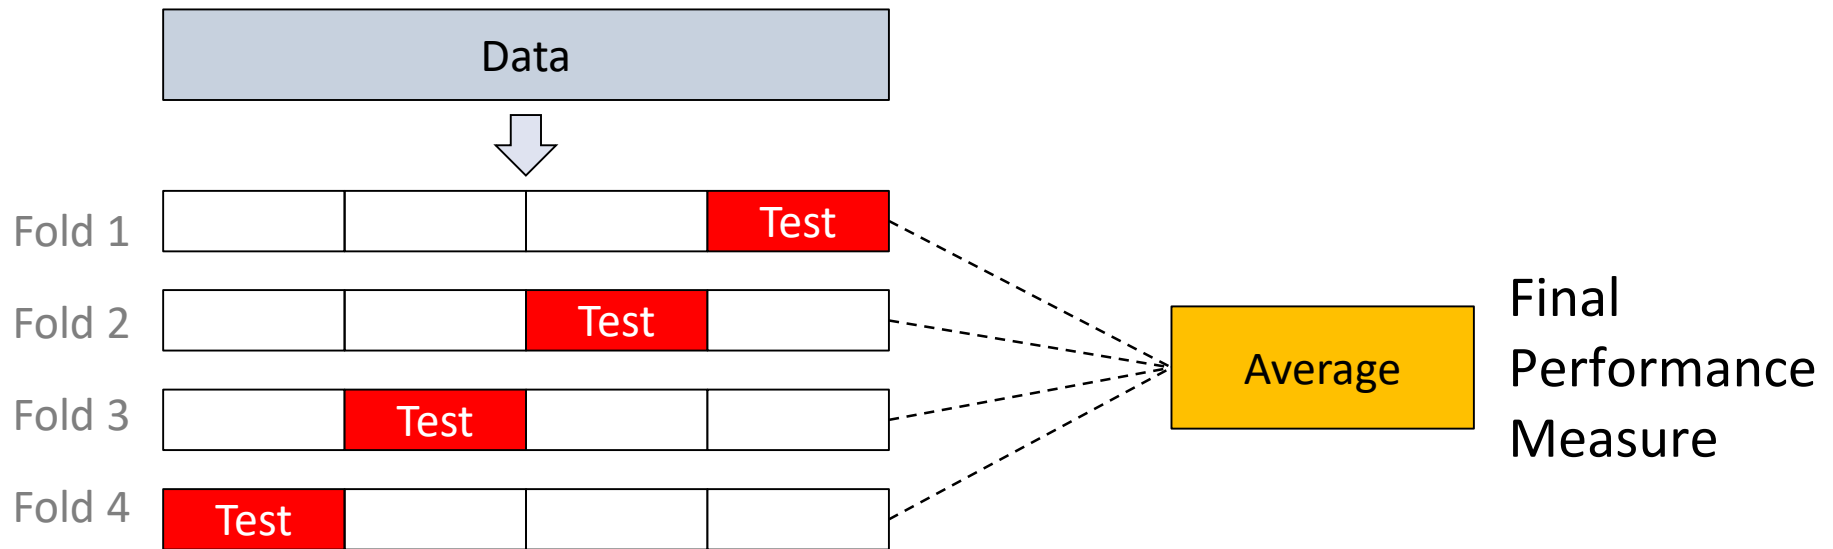 Data
Fold 1
Test
Fold 2
Test
Fold 3
Test
Fold 4
Test
Average
Final
Performance
Measure